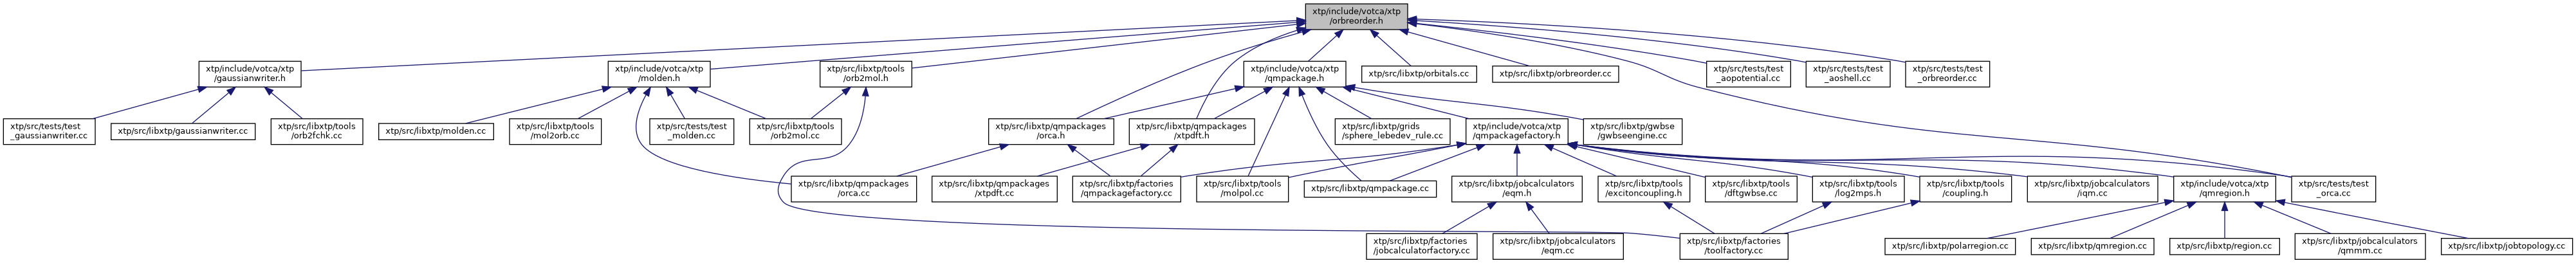 xtp/include/votca/xtp
/orbreorder.h
xtp/include/votca/xtp
/gaussianwriter.h
xtp/include/votca/xtp
/molden.h
xtp/src/libxtp/tools
/orb2mol.h
xtp/include/votca/xtp
/qmpackage.h
xtp/src/libxtp/orbitals.cc
xtp/src/libxtp/orbreorder.cc
xtp/src/tests/test
_aopotential.cc
xtp/src/tests/test
_aoshell.cc
xtp/src/tests/test
_orbreorder.cc
xtp/src/tests/test
_gaussianwriter.cc
xtp/src/libxtp/gaussianwriter.cc
xtp/src/libxtp/tools
/orb2fchk.cc
xtp/src/libxtp/molden.cc
xtp/src/libxtp/tools
/mol2orb.cc
xtp/src/tests/test
_molden.cc
xtp/src/libxtp/tools
/orb2mol.cc
xtp/src/libxtp/qmpackages
/orca.h
xtp/src/libxtp/qmpackages
/xtpdft.h
xtp/src/libxtp/grids
/sphere_lebedev_rule.cc
xtp/include/votca/xtp
/qmpackagefactory.h
xtp/src/libxtp/gwbse
/gwbseengine.cc
xtp/src/libxtp/qmpackages
/orca.cc
xtp/src/libxtp/qmpackages
/xtpdft.cc
xtp/src/libxtp/factories
/qmpackagefactory.cc
xtp/src/libxtp/tools
/molpol.cc
xtp/src/libxtp/qmpackage.cc
xtp/src/libxtp/jobcalculators
/eqm.h
xtp/src/libxtp/tools
/excitoncoupling.h
xtp/src/libxtp/tools
/dftgwbse.cc
xtp/src/libxtp/tools
/log2mps.h
xtp/src/libxtp/tools
/coupling.h
xtp/src/libxtp/jobcalculators
/iqm.cc
xtp/include/votca/xtp
/qmregion.h
xtp/src/tests/test
_orca.cc
xtp/src/libxtp/factories
/jobcalculatorfactory.cc
xtp/src/libxtp/jobcalculators
/eqm.cc
xtp/src/libxtp/factories
/toolfactory.cc
xtp/src/libxtp/polarregion.cc
xtp/src/libxtp/qmregion.cc
xtp/src/libxtp/region.cc
xtp/src/libxtp/jobcalculators
/qmmm.cc
xtp/src/libxtp/jobtopology.cc